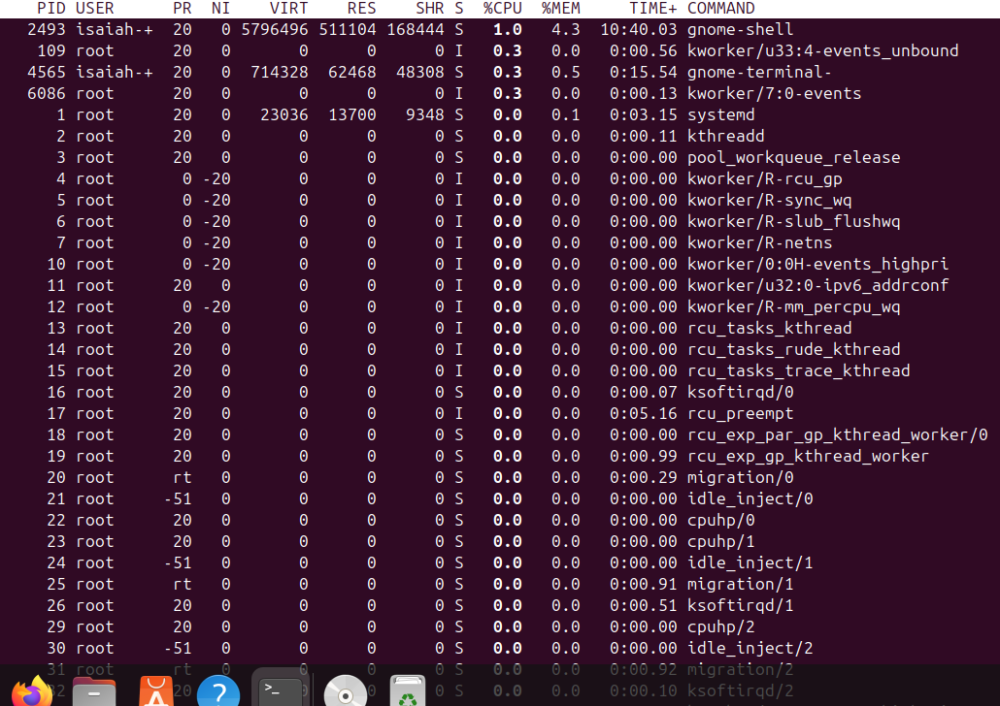 PID USER PR NI VIRT RES SHR S %CPU %MEM TIME+ COMMAND
2493 isaiah-+ 20 0 5796496 511104 168444 S 1.0 4.3 10:40.03 gnome-shell
109 root 20 0 0 0 0 I 0.3 0.0 0:00.56 kworker/u33:4-events_unbound
4565 isaiah-+ 20 0 714328 62468 48308 S 0.3 0.5 0:15.54 gnome-terminal-
6086 root 20 0 0 0 0 I 0.3 0.0 0:00.13 kworker/7:0-events
1 root 20 0 23036 13700 9348 S 0.0 0.1 0:03.15 systemd
2 root 20 0 0 0 0 S 0.0 0.0 0:00.11 kthreadd
3 root 20 0 0 0 0 S 0.0 0.0 0:00.00 pool_workqueue_release
4 root 0 -20 0 0 0 I 0.0 0.0 0:00.00 kworker/R-rcu_gp
5 root 0 -20 0 0 0 I 0.0 0.0 0:00.00 kworker/R-sync_wq
6 root 0 -20 0 0 0 I 0.0 0.0 0:00.00 kworker/R-slub_flushwq
7 root 0 -20 0 0 0 I 0.0 0.0 0:00.00 kworker/R-netns
10 root 0 -20 0 0 0 I 0.0 0.0 0:00.00 kworker/0:0H-events_highpri
11 root 20 0 0 0 0 I 0.0 0.0 0:00.00 kworker/u32:0-ipv6_addrconf
12 root 0 -20 0 0 0 I 0.0 0.0 0:00.00 kworker/R-mm_percpu_wq
13 root 20 0 0 0 0 I 0.0 0.0 0:00.00 rcu_tasks_kthread
14 root 20 0 0 0 0 I 0.0 0.0 0:00.00 rcu_tasks_rude_kthread
15 root 20 0 0 0 0 I 0.0 0.0 0:00.00 rcu_tasks_trace_kthread
16 root 20 0 0 0 0 S 0.0 0.0 0:00.07 ksoftirqd/0
17 root 20 0 0 0 0 I 0.0 0.0 0:05.16 rcu_preempt
18 root 20 0 0 0 0 S 0.0 0.0 0:00.00 rcu_exp_par_gp_kthread_worker/0
19 root 20 0 0 0 0 S 0.0 0.0 0:00.99 rcu_exp_gp_kthread_worker
20 root rt 0 0 0 0 S 0.0 0.0 0:00.29 migration/0
21 root -51 0 0 0 0 S 0.0 0.0 0:00.00 idle_inject/0
22 root 20 0 0 0 0 S 0.0 0.0 0:00.00 cpuhp/0
23 root 20 0 0 0 0 S 0.0 0.0 0:00.00 cpuhp/1
24 root -51 0 0 0 0 S 0.0 0.0 0:00.00 idle_inject/1
25 root rt 0 0 0 0 S 0.0 0.0 0:00.91 migration/1
26 root 20 0 0 0 0 S 0.0 0.0 0:00.51 ksoftirqd/1
29 root 20 0 0 0 0 S 0.0 0.0 0:00.00 cpuhp/2
30 root -51 0 0 0 0 S 0.0 0.0 0:00.00 idle_inject/2
31 root rt 0 0 0 0 S 0.0 0.0 0:00.92 migration/2
20 0 0 0 S 0.0 0.0 0:00.10 ksoftirqd/2